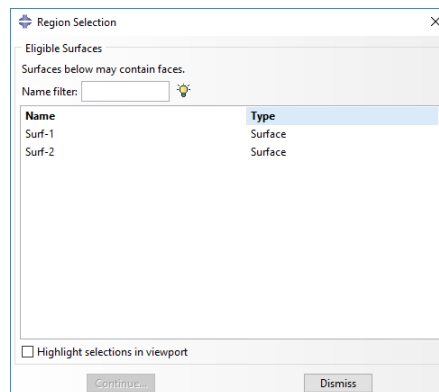 Region Selection
Eligible Surfaces
Surfaces below may contain faces.
Name filter:
Name Type
Surf-1 Surface
Surf-2 Surface
Highlight selections in viewport
Continue... Dismiss